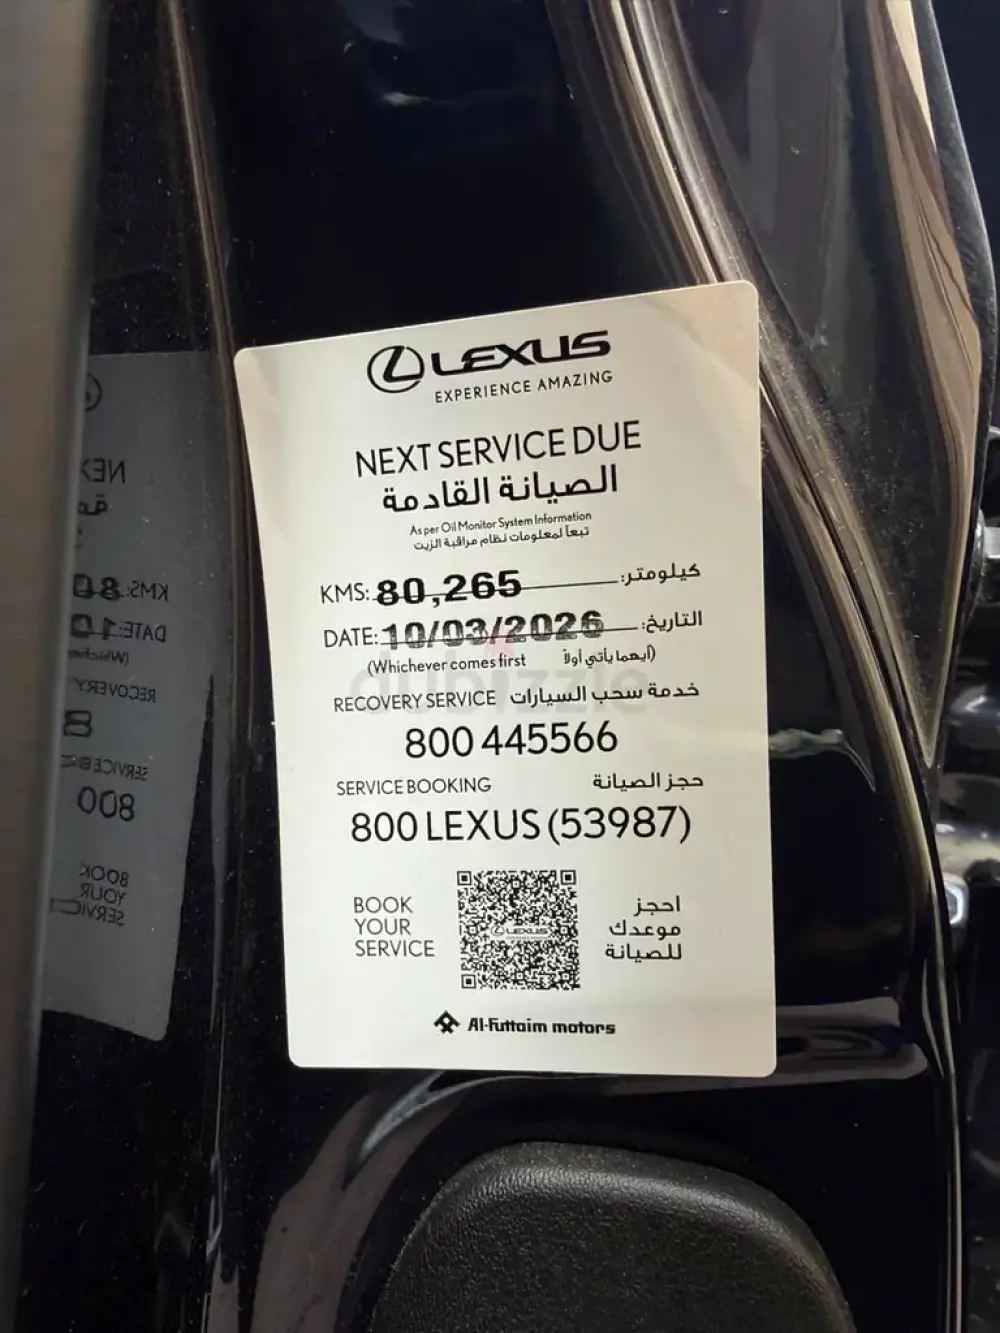 LEXUS
EXPERIENCE AMAZING
NEXT SERVICE DUE
الصيانة القادمة
As per Oil Monitor System Information
تبعاً لمعلومات نظام مراقبة الزيت
KMS: 80,265 كيلومتر:
DATE: 10/03/2026 التاريخ:
(Whichever comes first أيهما يأتي أولاً)
RECOVERY SERVICE خدمة سحب السيارات
800 445566
SERVICE BOOKING حجز الصيانة
800 LEXUS (53987)
BOOK
YOUR
SERVICE
LEXUS
احجز
موعدك
للصيانة
Al-Futtaim motors
dubizzle